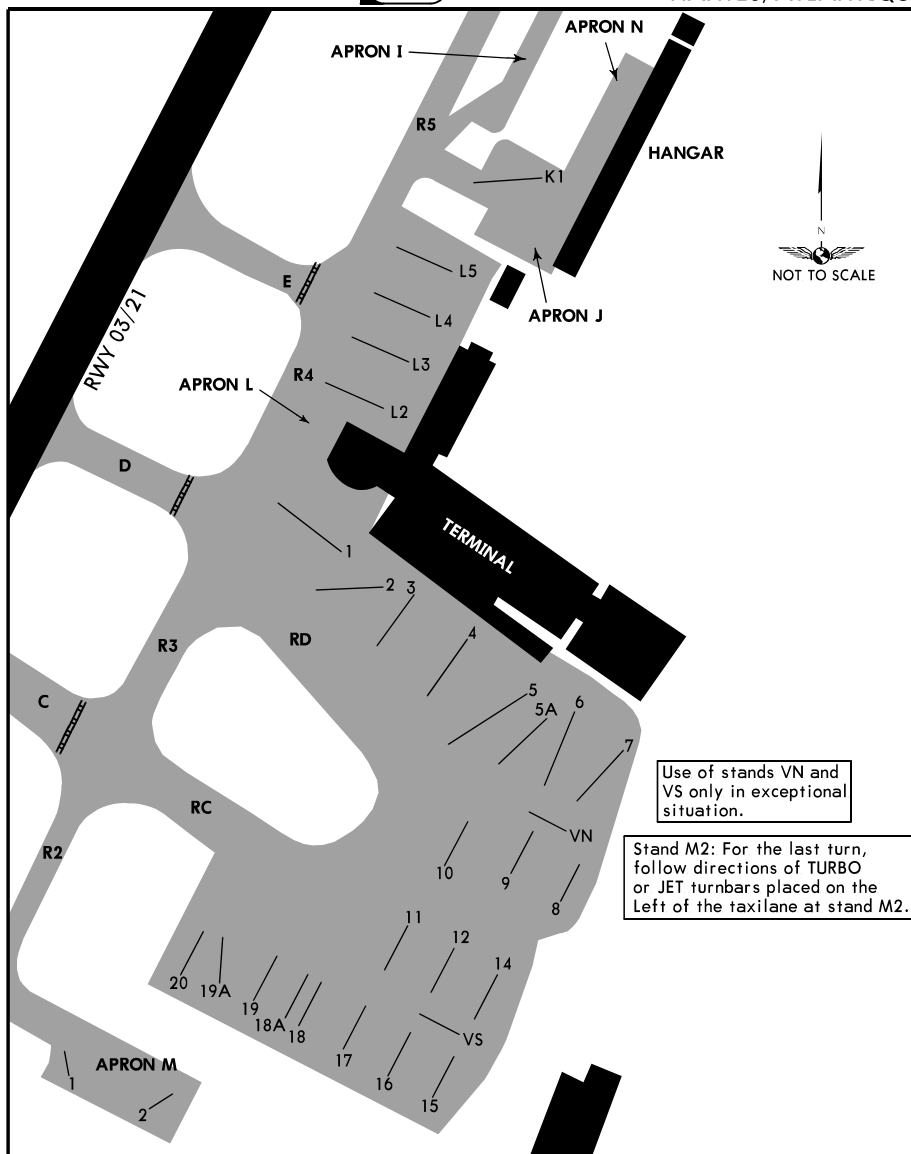 APRON N
APRON I
R5
HANGAR
K1
N
NOT TO SCALE
L5
E
APRON J
L4
RWY 03/21
L3
R4
APRON L
L2
D
TERMINAL
1
2
3
RD
4
R3
5
6
C
5A
7
Use of stands VN and
VS only in exceptional
situation.
RC
VN
Stand M2: For the last turn,
follow directions of TURBO
or JET turnbars placed on the
Left of the taxilane at stand M2.
R2
10
9
8
11
12
14
20
19A
19
18A
18
VS
17
APRON M
1
16
15
2